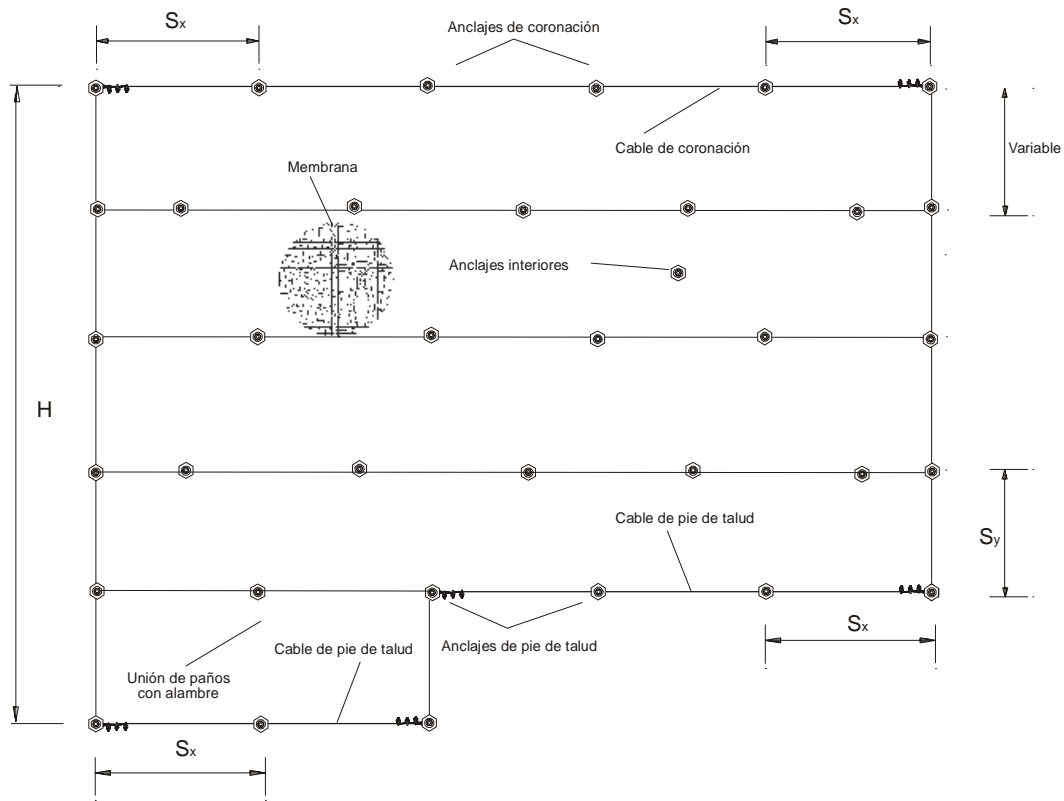 Sx
Anclajes de coronación
Sx
Cable de coronación
Variable
Membrana
Anclajes interiores
H
Cable de pie de talud
Sy
Sx
Cable de pie de talud
Anclajes de pie de talud
Unión de paños
con alambre
Sx